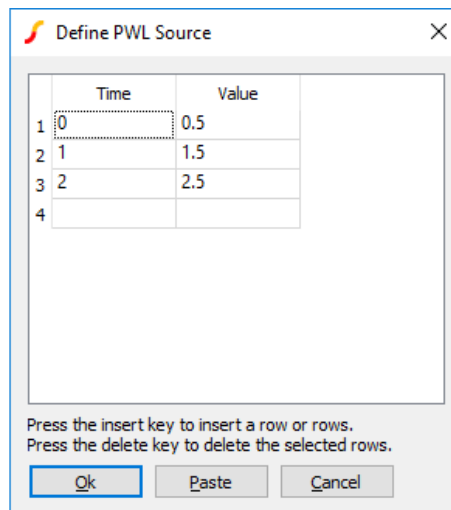 Define PWL Source
Time Value
1 0 0.5
2 1 1.5
3 2 2.5
4
Press the insert key to insert a row or rows.
Press the delete key to delete the selected rows.
Ok Paste Cancel